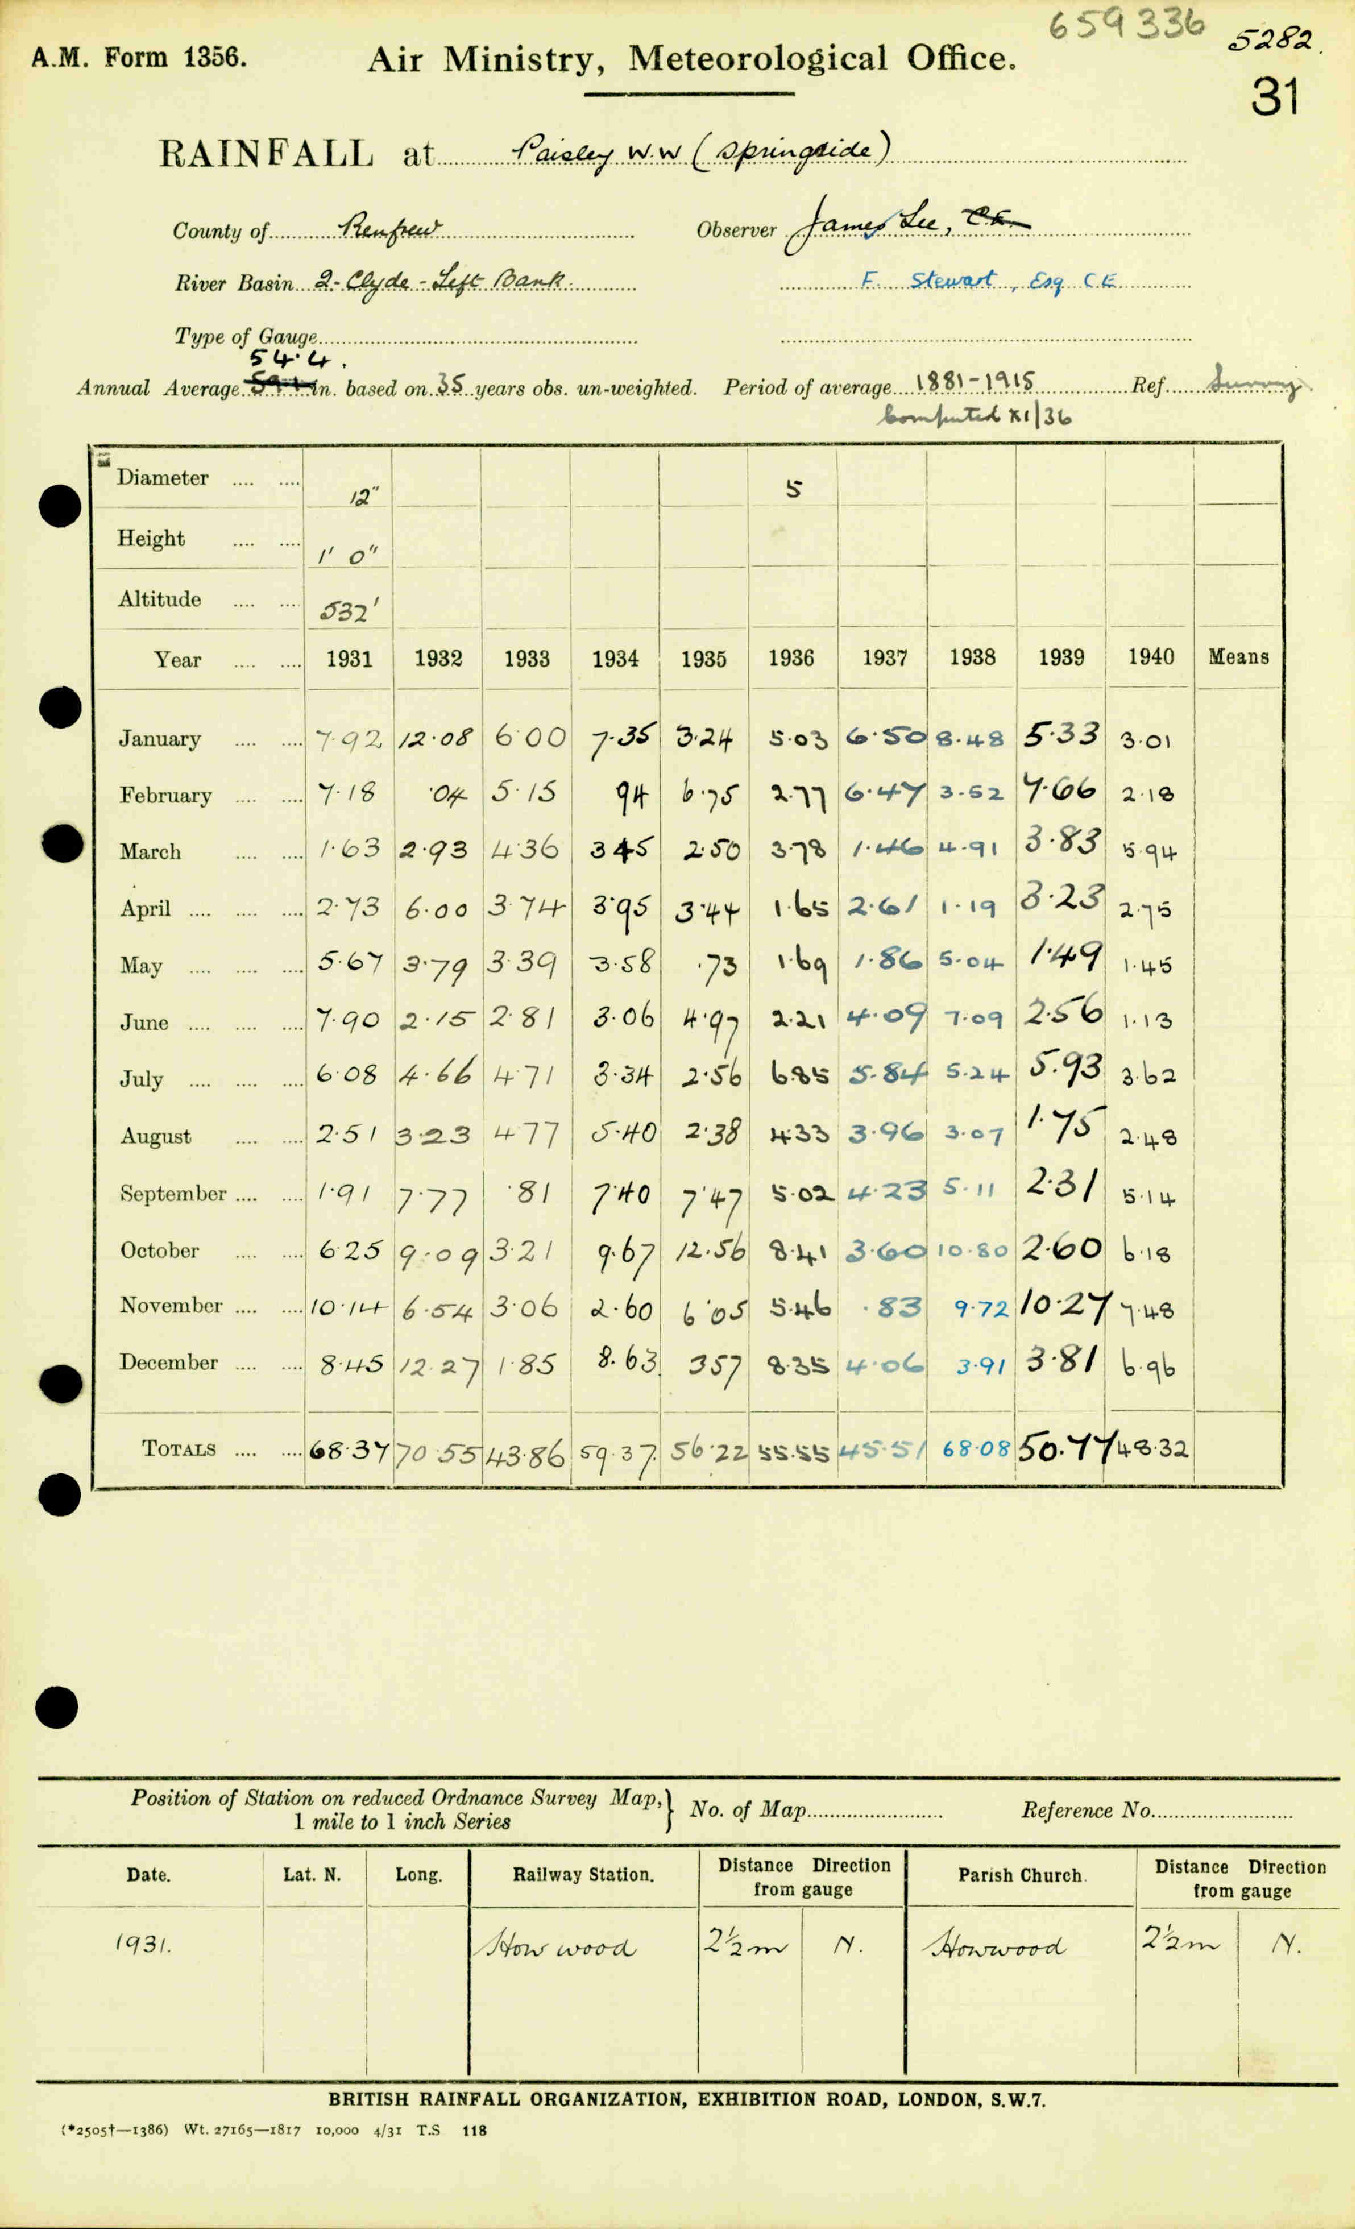 659336
5282.
A.M. Form 1356.
Air Ministry, Meteorological Office.
31
RAINFALL at Paisley W.W (Springside)
County of Renfrew Observer James Lee, C.E.
River Basin 2-Clyde-Left Bank. F. Stewart, Esq C E
Type of Gauge
54.4.
Annual Average in. based on 35 years obs. un-weighted. Period of average 1881-1915 Ref. Survey
Computed XI/36
Diameter 12" 5
Height 1' 0"
Altitude 532'
Year 1931 1932 1933 1934 1935 1936 1937 1938 1939 1940 Means
January 7.92 12.08 6.00 7.35 3.24 5.03 6.50 8.48 5.33 3.01
February 7.18 .04 5.15 94 6.75 2.77 6.47 3.52 7.66 2.18
March 1.63 2.93 4.36 3.45 2.50 3.78 1.46 4.91 3.83 5.94
April 2.73 6.00 3.74 3.95 3.44 1.65 2.61 1.19 3.23 2.75
May 5.67 3.79 3.39 3.58 .73 1.69 1.86 5.04 1.49 1.45
June 7.90 2.15 2.81 3.06 4.97 2.21 4.09 7.09 2.56 1.13
July 6.08 4.66 4.71 3.34 2.56 6.85 5.84 5.24 5.93 3.62
August 2.51 3.23 4.77 5.40 2.38 4.33 3.96 3.07 1.75 2.48
September 1.91 7.77 .81 7.40 7.47 5.02 4.23 5.11 2.31 5.14
October 6.25 9.09 3.21 9.67 12.56 8.41 3.60 10.80 2.60 6.18
November 10.14 6.54 3.06 2.60 6.05 5.46 .83 9.72 10.27 7.48
December 8.45 12.27 1.85 8.63 3.57 8.35 4.06 3.91 3.81 6.96
TOTALS 68.37 70.55 43.86 59.37 56.22 55.55 45.51 68.08 50.77 48.32
Position of Station on reduced Ordnance Survey Map,} No. of Map Reference No.
1 mile to 1 inch Series
Date. Lat. N. Long. Railway Station. Distance Direction from gauge Parish Church. Distance Direction from gauge
1931. Howwood 2½m N. Howwood 2½m N.
BRITISH RAINFALL ORGANIZATION, EXHIBITION ROAD, LONDON, S.W.7.
(*2505†—1386) Wt. 27165—1817 10,000 4/31 T.S 118